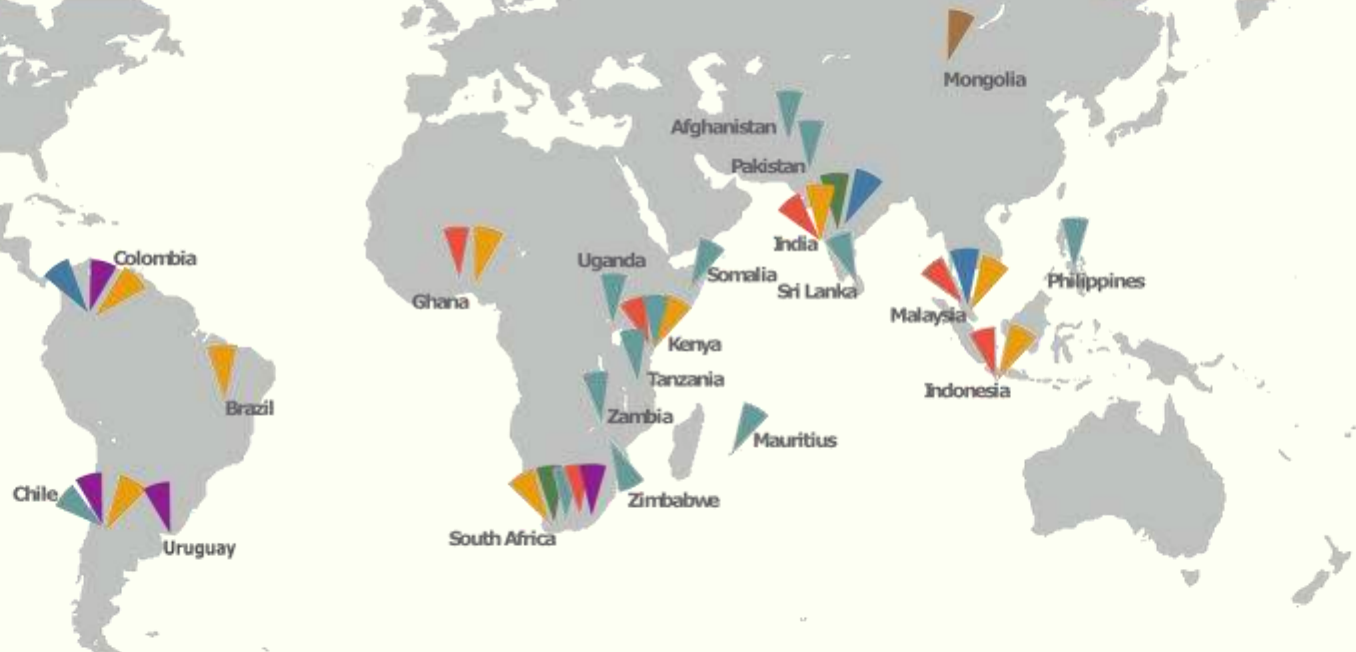 Mongolia
Afghanistan
Pakistan
India
Sri Lanka
Somalia
Uganda
Colombia
Ghana
Philippines
Malaysia
Kenya
Tanzania
Indonesia
Brazil
Zambia
Mauritius
Chile
Zimbabwe
South Africa
Uruguay